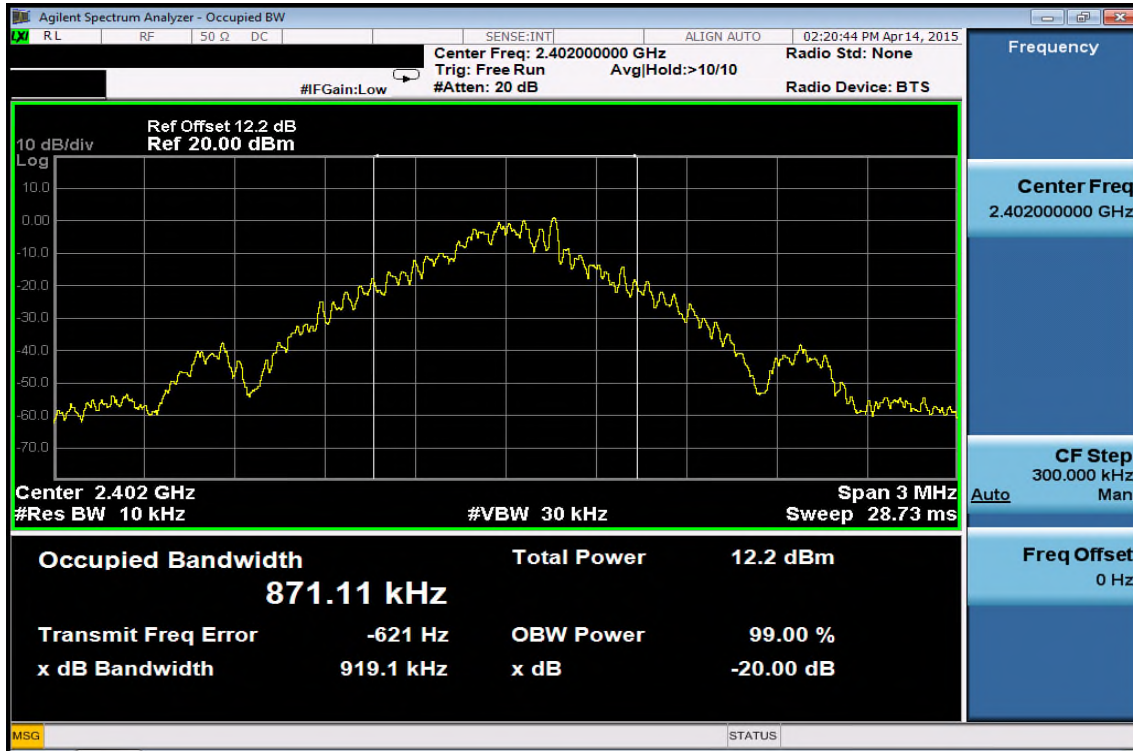 Agilent Spectrum Analyzer - Occupied BW
LXI RL RF 50 Ω DC SENSE:INT ALIGN AUTO 02:20:44 PM Apr 14, 2015
Center Freq: 2.402000000 GHz Radio Std: None
Trig: Free Run Avg|Hold:>10/10
#IFGain:Low #Atten: 20 dB Radio Device: BTS
Ref Offset 12.2 dB
10 dB/div Ref 20.00 dBm
Log
10.0
0.00
-10.0
-20.0
-30.0
-40.0
-50.0
-60.0
-70.0
Center 2.402 GHz Span 3 MHz
#Res BW 10 kHz #VBW 30 kHz Sweep 28.73 ms
Occupied Bandwidth Total Power 12.2 dBm
871.11 kHz
Transmit Freq Error -621 Hz OBW Power 99.00 %
x dB Bandwidth 919.1 kHz x dB -20.00 dB
MSG STATUS
Frequency
Center Freq
2.402000000 GHz
CF Step
300.000 kHz
Auto Man
Freq Offset
0 Hz